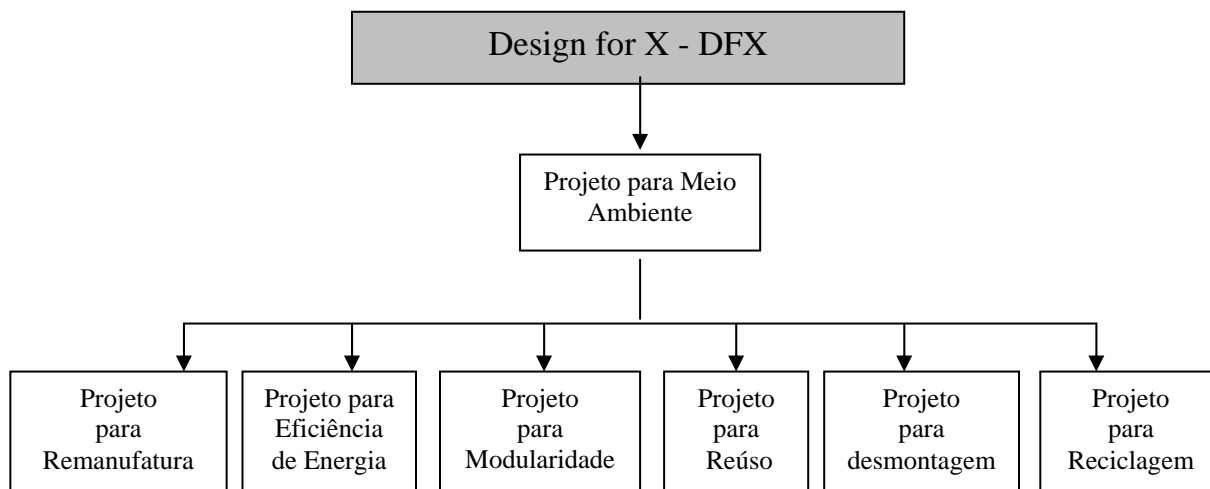 Design for X - DFX
Projeto para Meio
Ambiente
Projeto
para
Remanufatura
Projeto para
Eficiência
de Energia
Projeto
para
Modularidade
Projeto
para
Reúso
Projeto
para
desmontagem
Projeto
para
Reciclagem